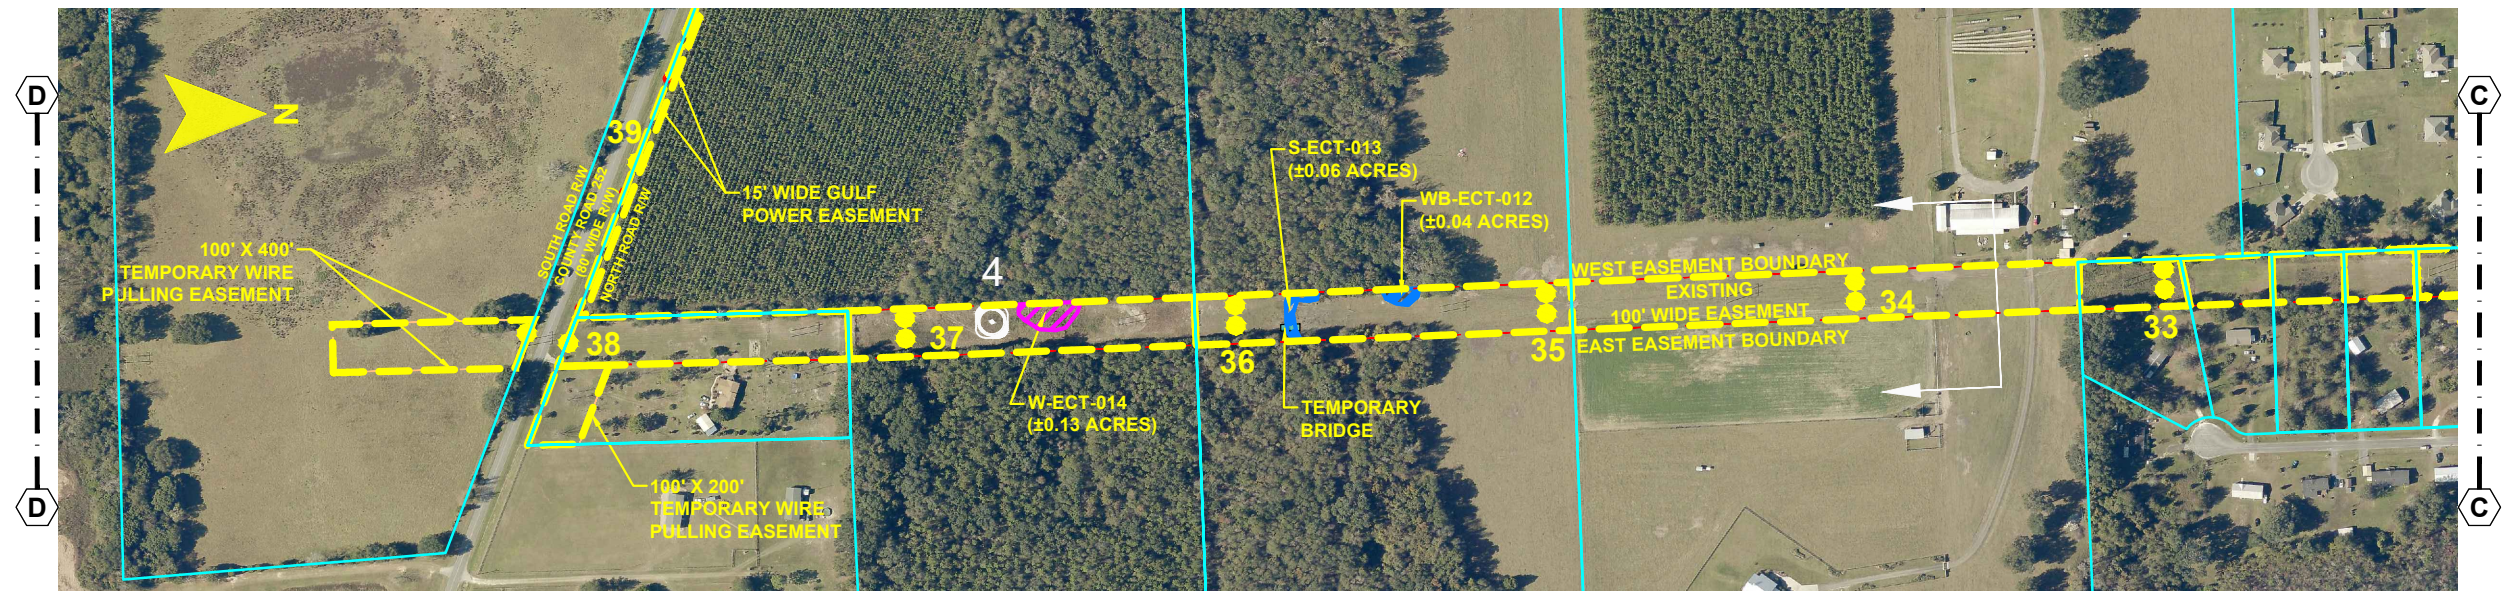 D
C
N
39
SOUTH ROAD R/W
COUNTY ROAD 252
(80' WIDE R/W)
NORTH ROAD R/W
15' WIDE GULF
POWER EASEMENT
100' X 400'
TEMPORARY WIRE
PULLING EASEMENT
4
S-ECT-013
(±0.06 ACRES)
WB-ECT-012
(±0.04 ACRES)
WEST EASEMENT BOUNDARY
EXISTING
100' WIDE EASEMENT
EAST EASEMENT BOUNDARY
38
37
36
35
34
33
W-ECT-014
(±0.13 ACRES)
TEMPORARY
BRIDGE
100' X 200'
TEMPORARY WIRE
PULLING EASEMENT
D
C